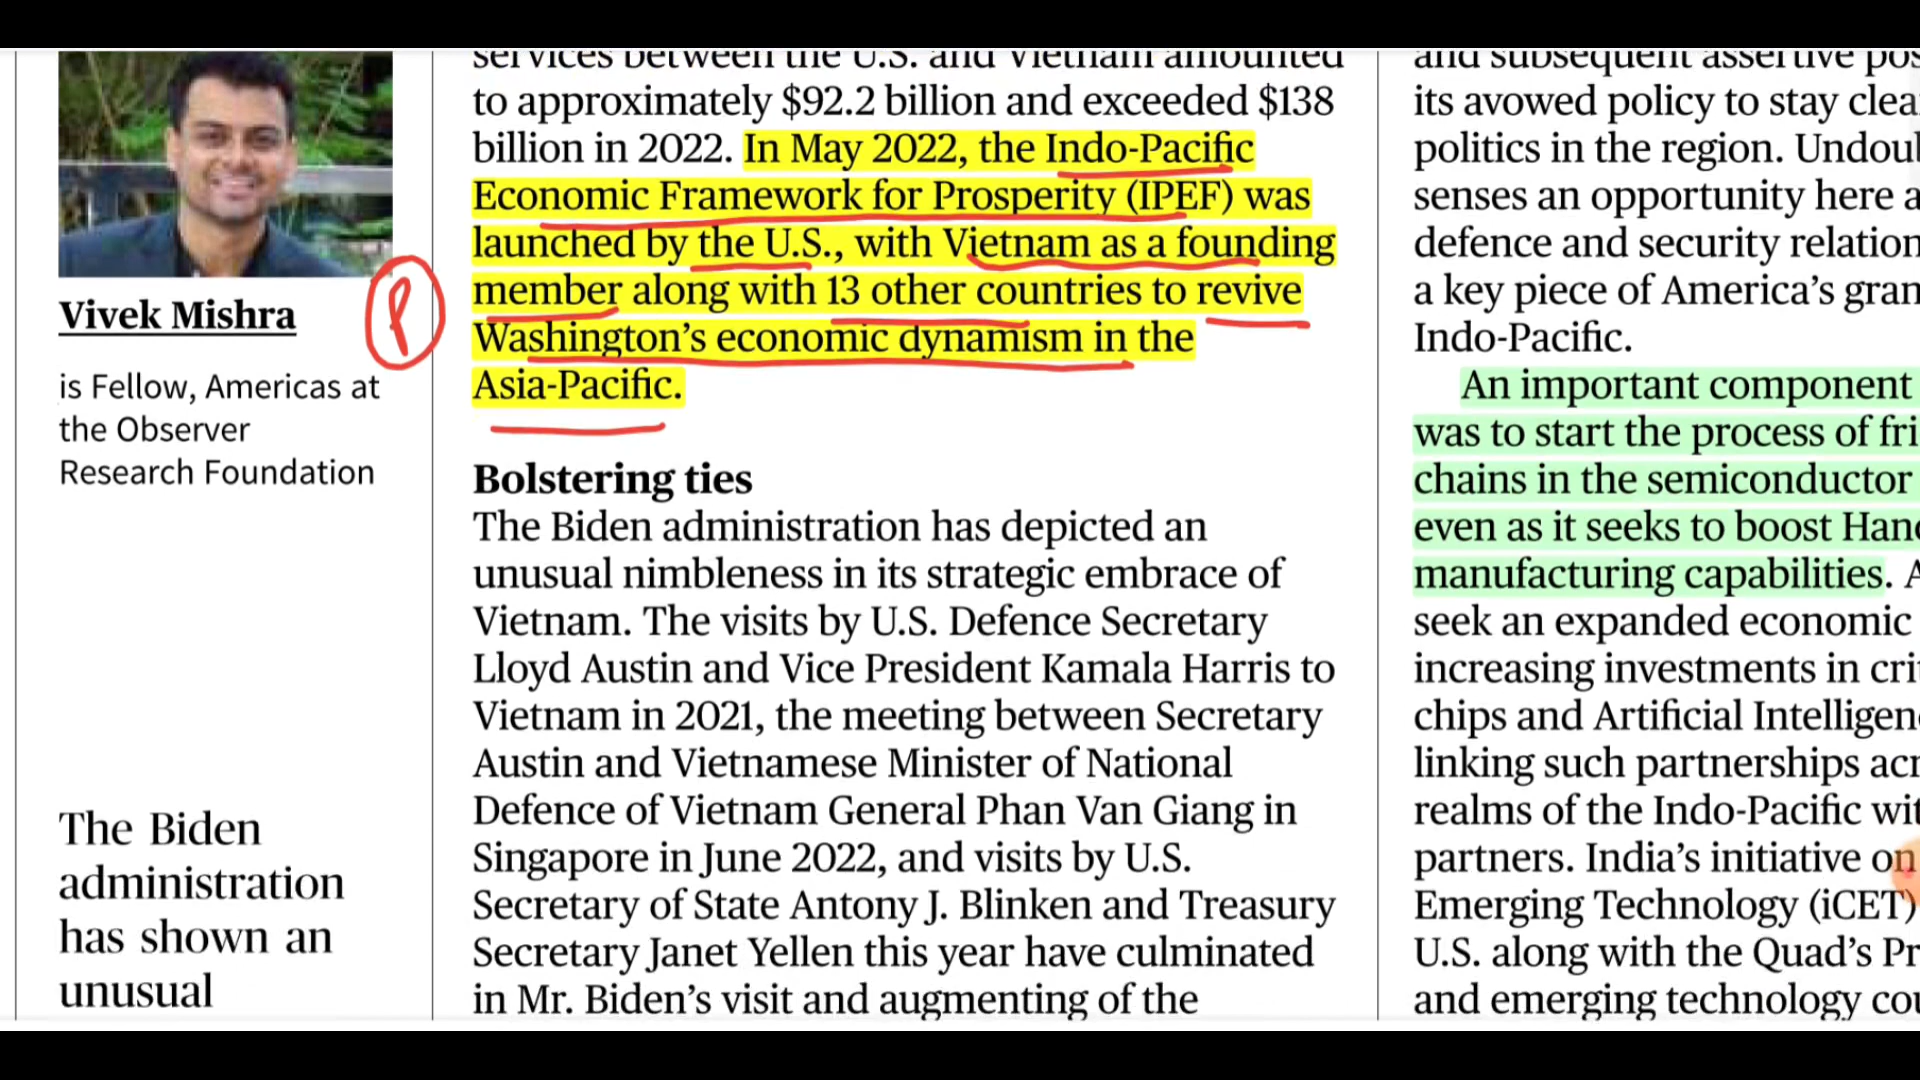 Vivek Mishra
is Fellow, Americas at
the Observer
Research Foundation
The Biden
administration
has shown an
unusual
services between the U.S. and Vietnam amounted
to approximately $92.2 billion and exceeded $138
billion in 2022. In May 2022, the Indo-Pacific
Economic Framework for Prosperity (IPEF) was
launched by the U.S., with Vietnam as a founding
member along with 13 other countries to revive
Washington’s economic dynamism in the
Asia-Pacific.
Bolstering ties
The Biden administration has depicted an
unusual nimbleness in its strategic embrace of
Vietnam. The visits by U.S. Defence Secretary
Lloyd Austin and Vice President Kamala Harris to
Vietnam in 2021, the meeting between Secretary
Austin and Vietnamese Minister of National
Defence of Vietnam General Phan Van Giang in
Singapore in June 2022, and visits by U.S.
Secretary of State Antony J. Blinken and Treasury
Secretary Janet Yellen this year have culminated
in Mr. Biden’s visit and augmenting of the
and subsequent assertive
its avowed policy to stay
politics in the region.
senses an opportunity here
defence and security
a key piece of America’s
Indo-Pacific.
An important component
was to start the process of
chains in the semiconductor
even as it seeks to boost
manufacturing capabilities.
seek an expanded economic
increasing investments in
chips and Artificial
linking such partnerships
realms of the Indo-Pacific
partners. India’s initiative on
Emerging Technology (iCET)
U.S. along with the Quad’s
and emerging technology